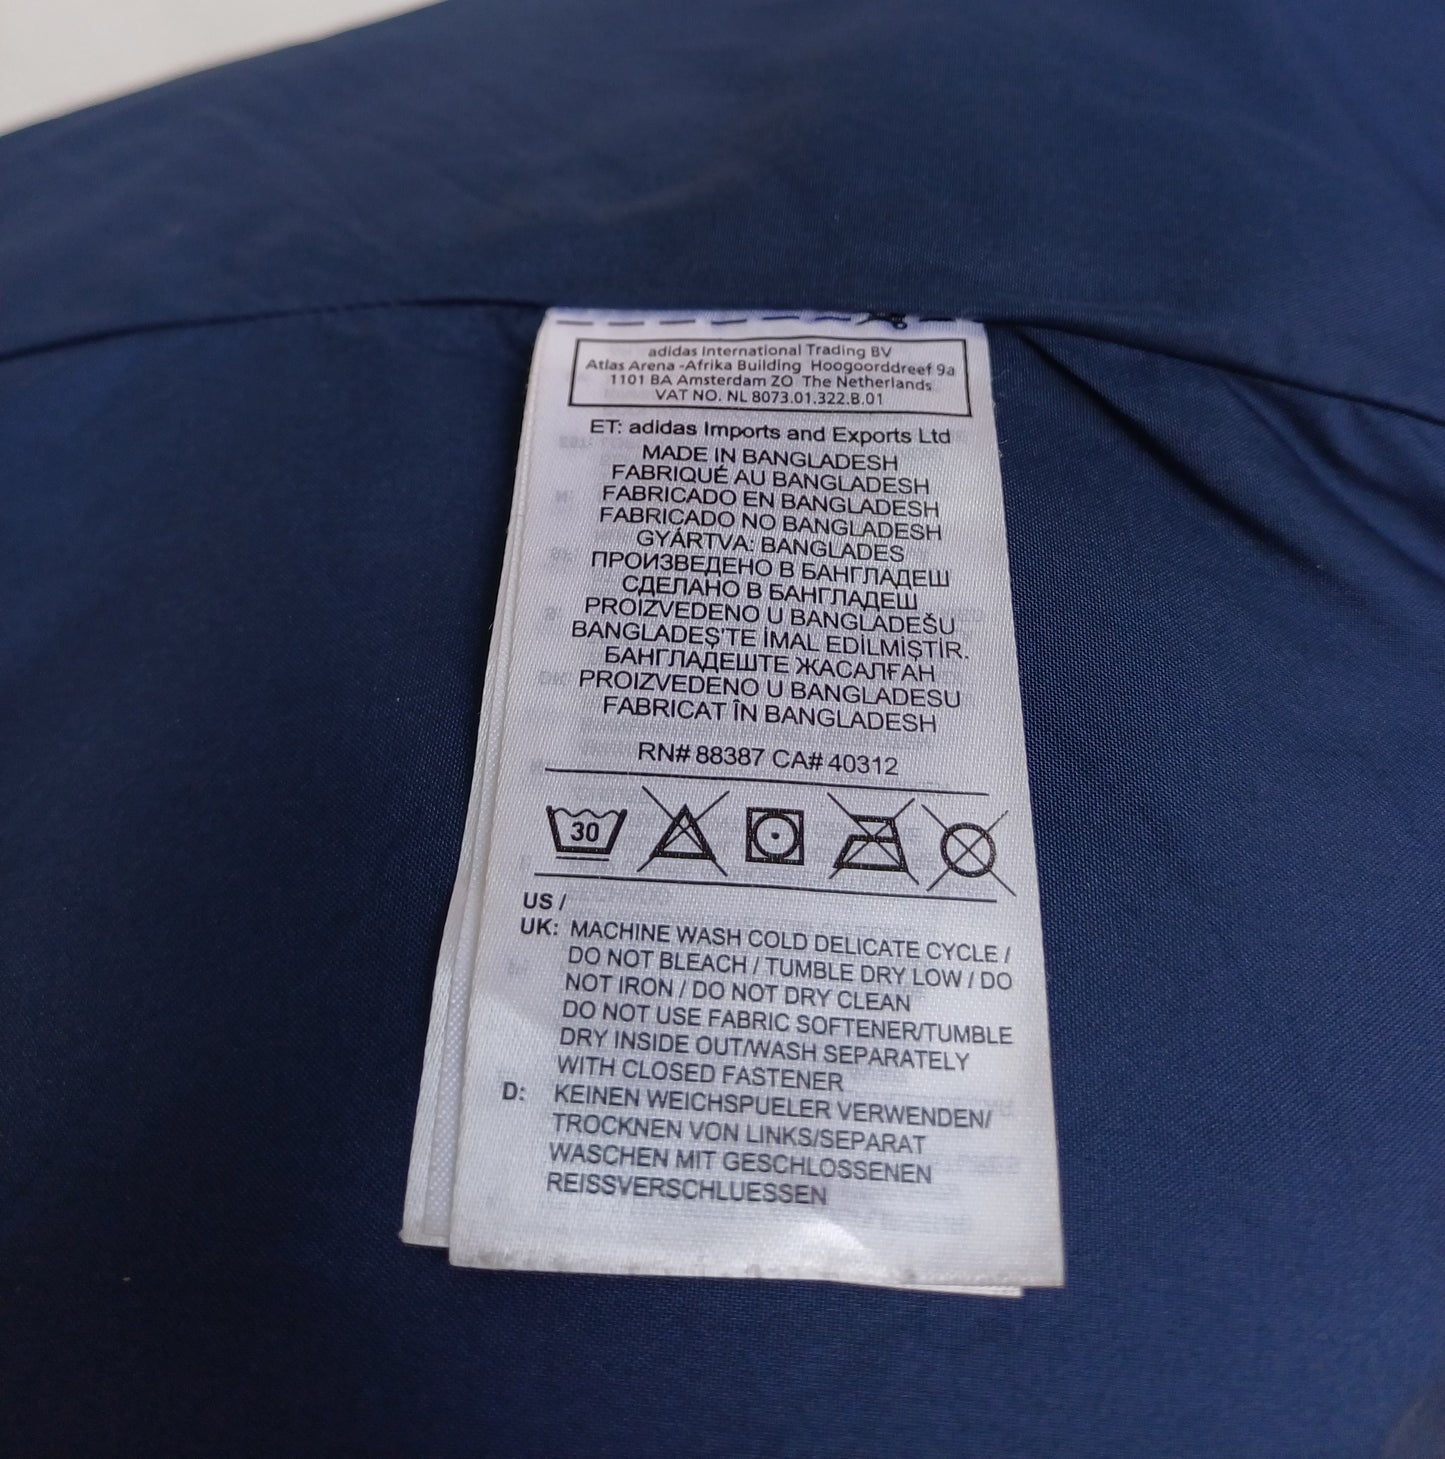 adidas International Trading BV
Atlas Arena -Afrika Building Hoogoorddreef 9a
1101 BA Amsterdam ZO The Netherlands
VAT NO. NL 8073.01.322.B.01
ET: adidas Imports and Exports Ltd
MADE IN BANGLADESH
FABRIQUÉ AU BANGLADESH
FABRICADO EN BANGLADESH
FABRICADO NO BANGLADESH
GYÁRTVA: BANGLADES
ПРОИЗВЕДЕНО В БАНГЛАДЕШ
СДЕЛАНО В БАНГЛАДЕШ
PROIZVEDENO U BANGLADEŠU
BANGLADEŞ'TE İMAL EDİLMİŞTİR.
БАНГЛАДЕШТЕ ЖАСАЛҒАН
PROIZVEDENO U BANGLADESU
FABRICAT ÎN BANGLADESH
RN# 88387 CA# 40312
30
US /
UK: MACHINE WASH COLD DELICATE CYCLE /
DO NOT BLEACH / TUMBLE DRY LOW / DO
NOT IRON / DO NOT DRY CLEAN
DO NOT USE FABRIC SOFTENER/TUMBLE
DRY INSIDE OUT/WASH SEPARATELY
WITH CLOSED FASTENER
D: KEINEN WEICHSPUELER VERWENDEN/
TROCKNEN VON LINKS/SEPARAT
WASCHEN MIT GESCHLOSSENEN
REISSVERSCHLUESSEN